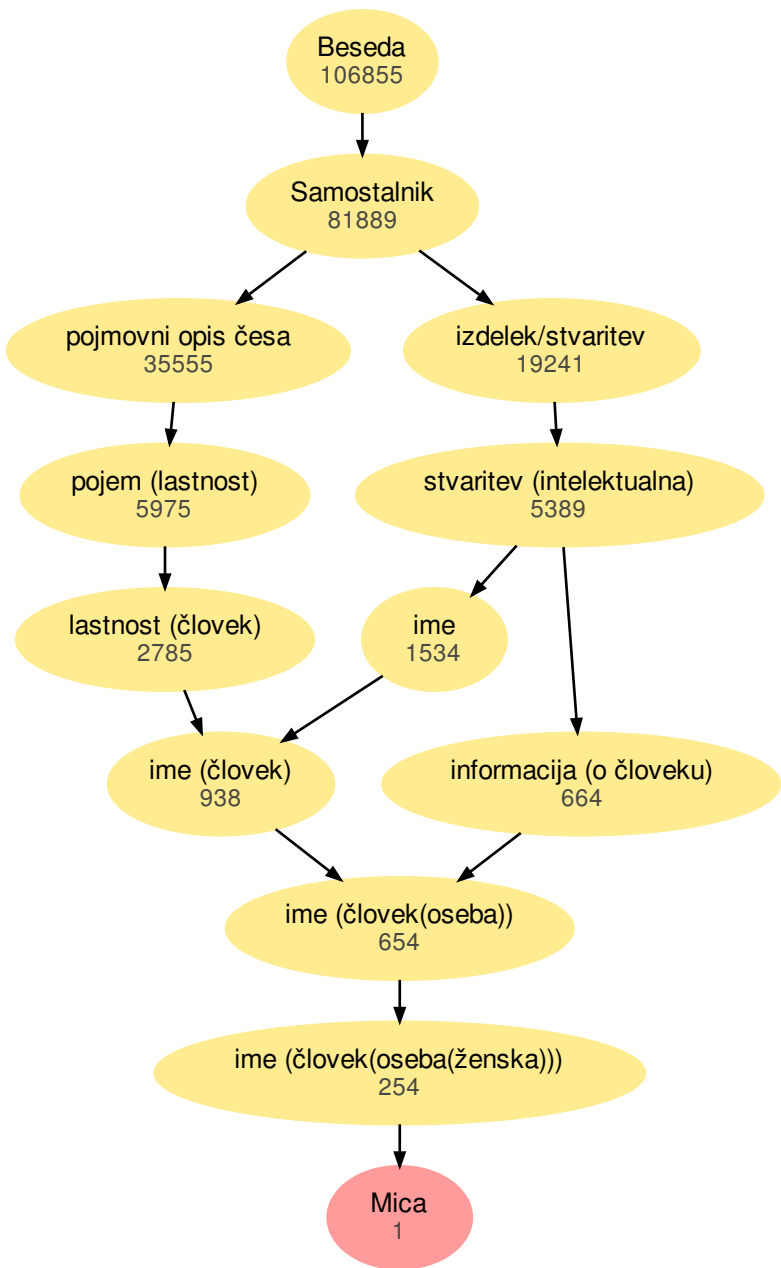 Beseda
106855
Samostalnik
81889
pojmovni opis česa
35555
izdelek/stvaritev
19241
pojem (lastnost)
5975
stvaritev (intelektualna)
5389
lastnost (človek)
2785
ime
1534
ime (človek)
938
informacija (o človeku)
664
ime (človek(oseba))
654
ime (človek(oseba(ženska)))
254
Mica
1